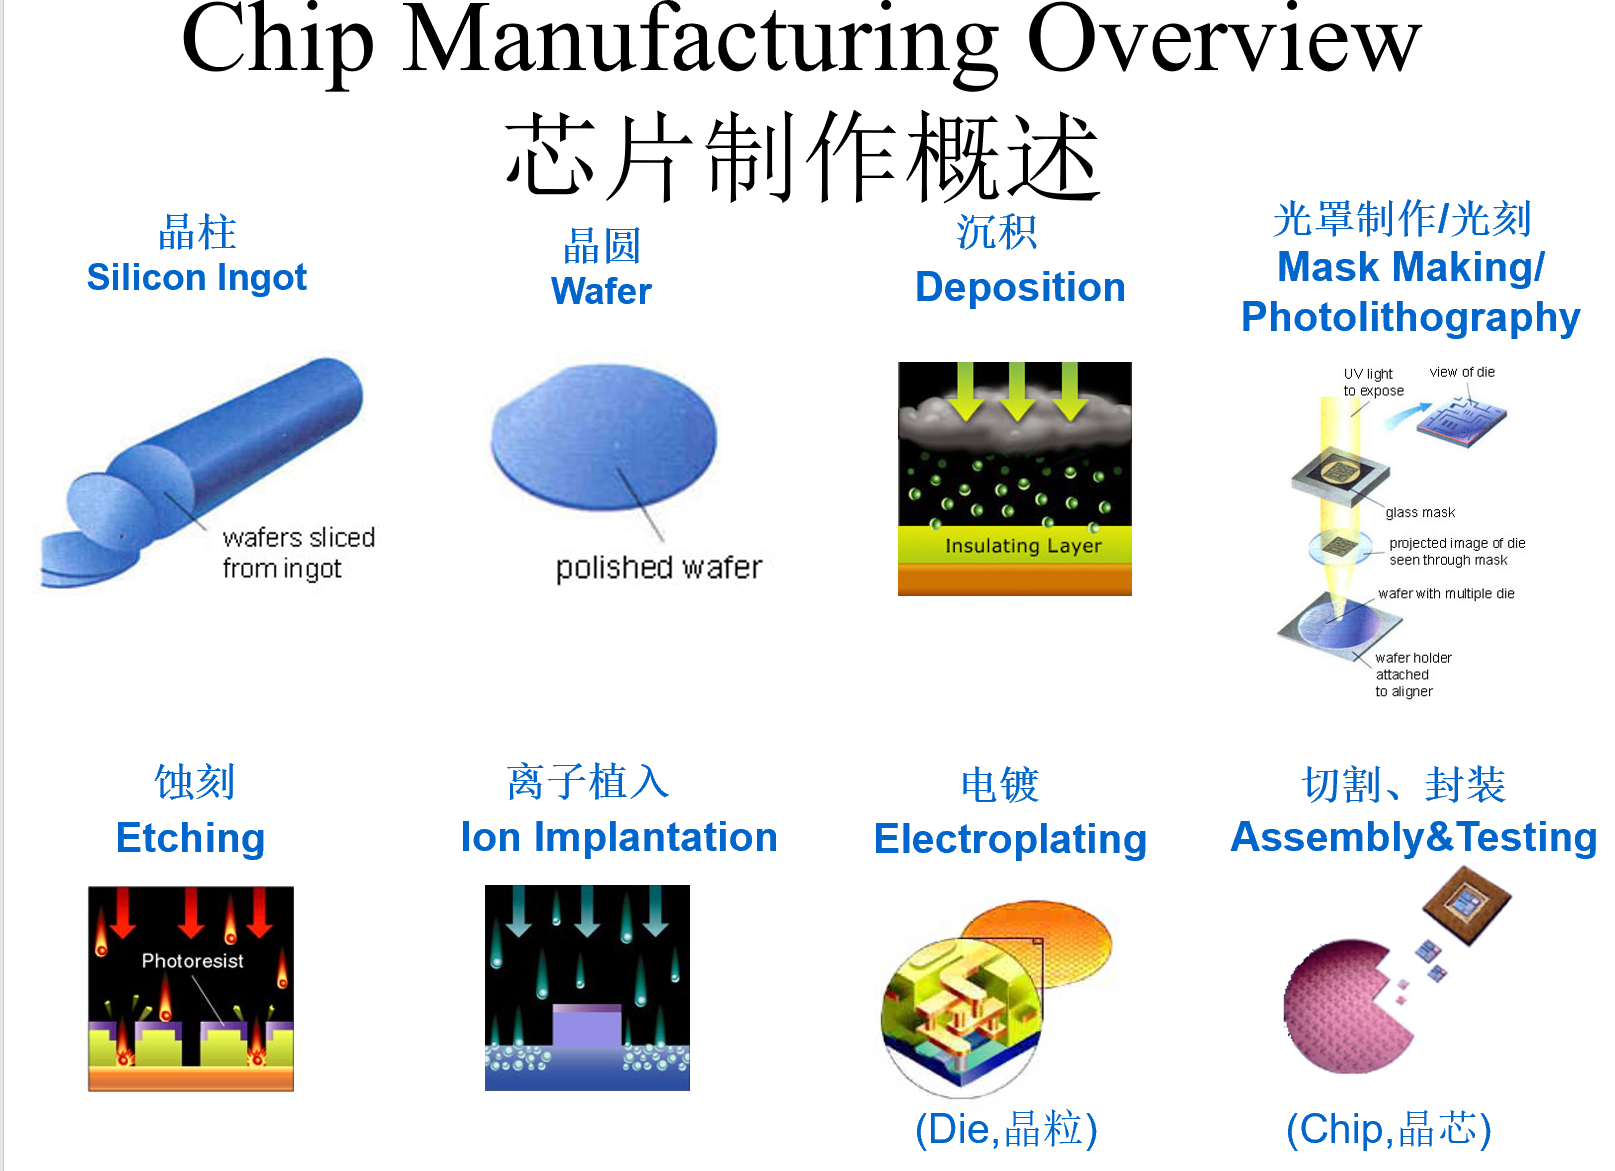 Chip Manufacturing Overview
芯片制作概述
晶柱
Silicon Ingot
wafers sliced
from ingot
晶圆
Wafer
polished wafer
沉积
Deposition
Insulating Layer
光罩制作/光刻
Mask Making/
Photolithography
UV light
to expose
view of die
glass mask
projected image of die
seen through mask
wafer with multiple die
wafer holder
attached
to aligner
蚀刻
Etching
Photoresist
离子植入
Ion Implantation
电镀
Electroplating
(Die,晶粒)
切割、封装
Assembly&Testing
(Chip,晶芯)